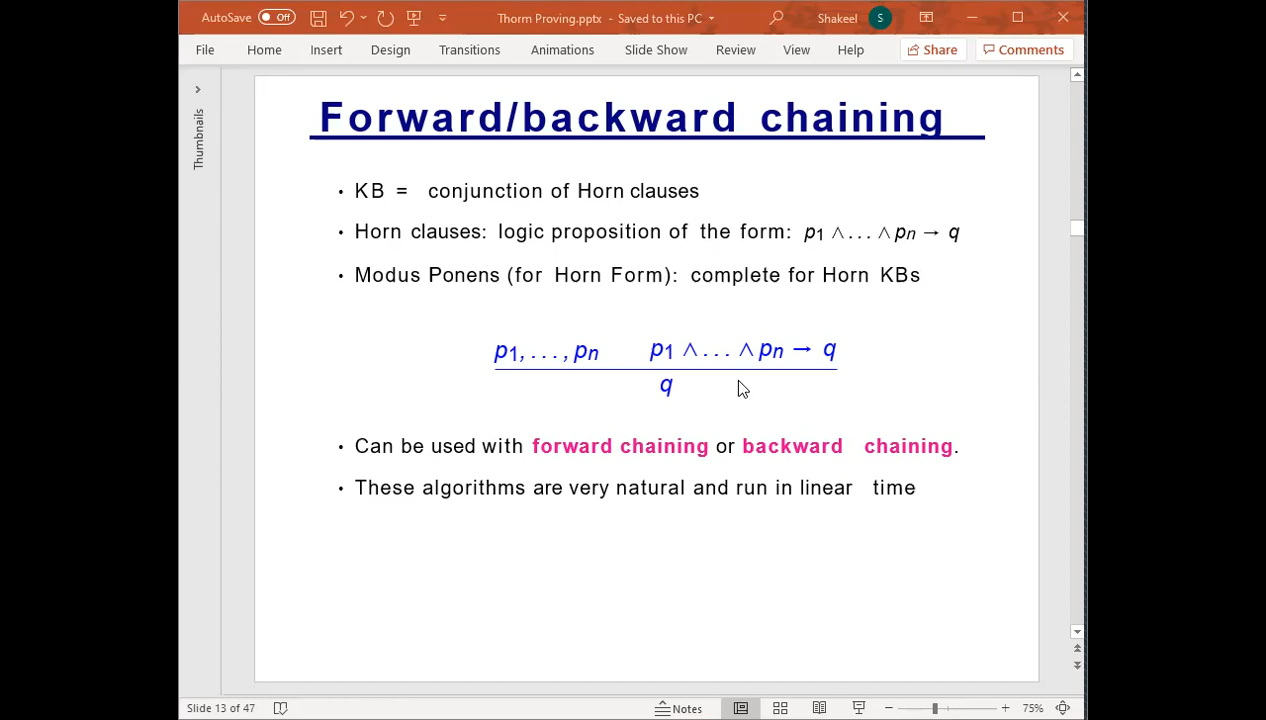 AutoSave Off Thorm Proving.pptx - Saved to this PC Shakeel S
File Home Insert Design Transitions Animations Slide Show Review View Help Share Comments
Thumbnails
Forward/backward chaining
• KB = conjunction of Horn clauses
• Horn clauses: logic proposition of the form: p1 ∧ . . . ∧ pn → q
• Modus Ponens (for Horn Form): complete for Horn KBs
p1, . . . , pn p1 ∧ . . . ∧ pn → q
q
• Can be used with forward chaining or backward chaining.
• These algorithms are very natural and run in linear time
Slide 13 of 47 Notes 75%